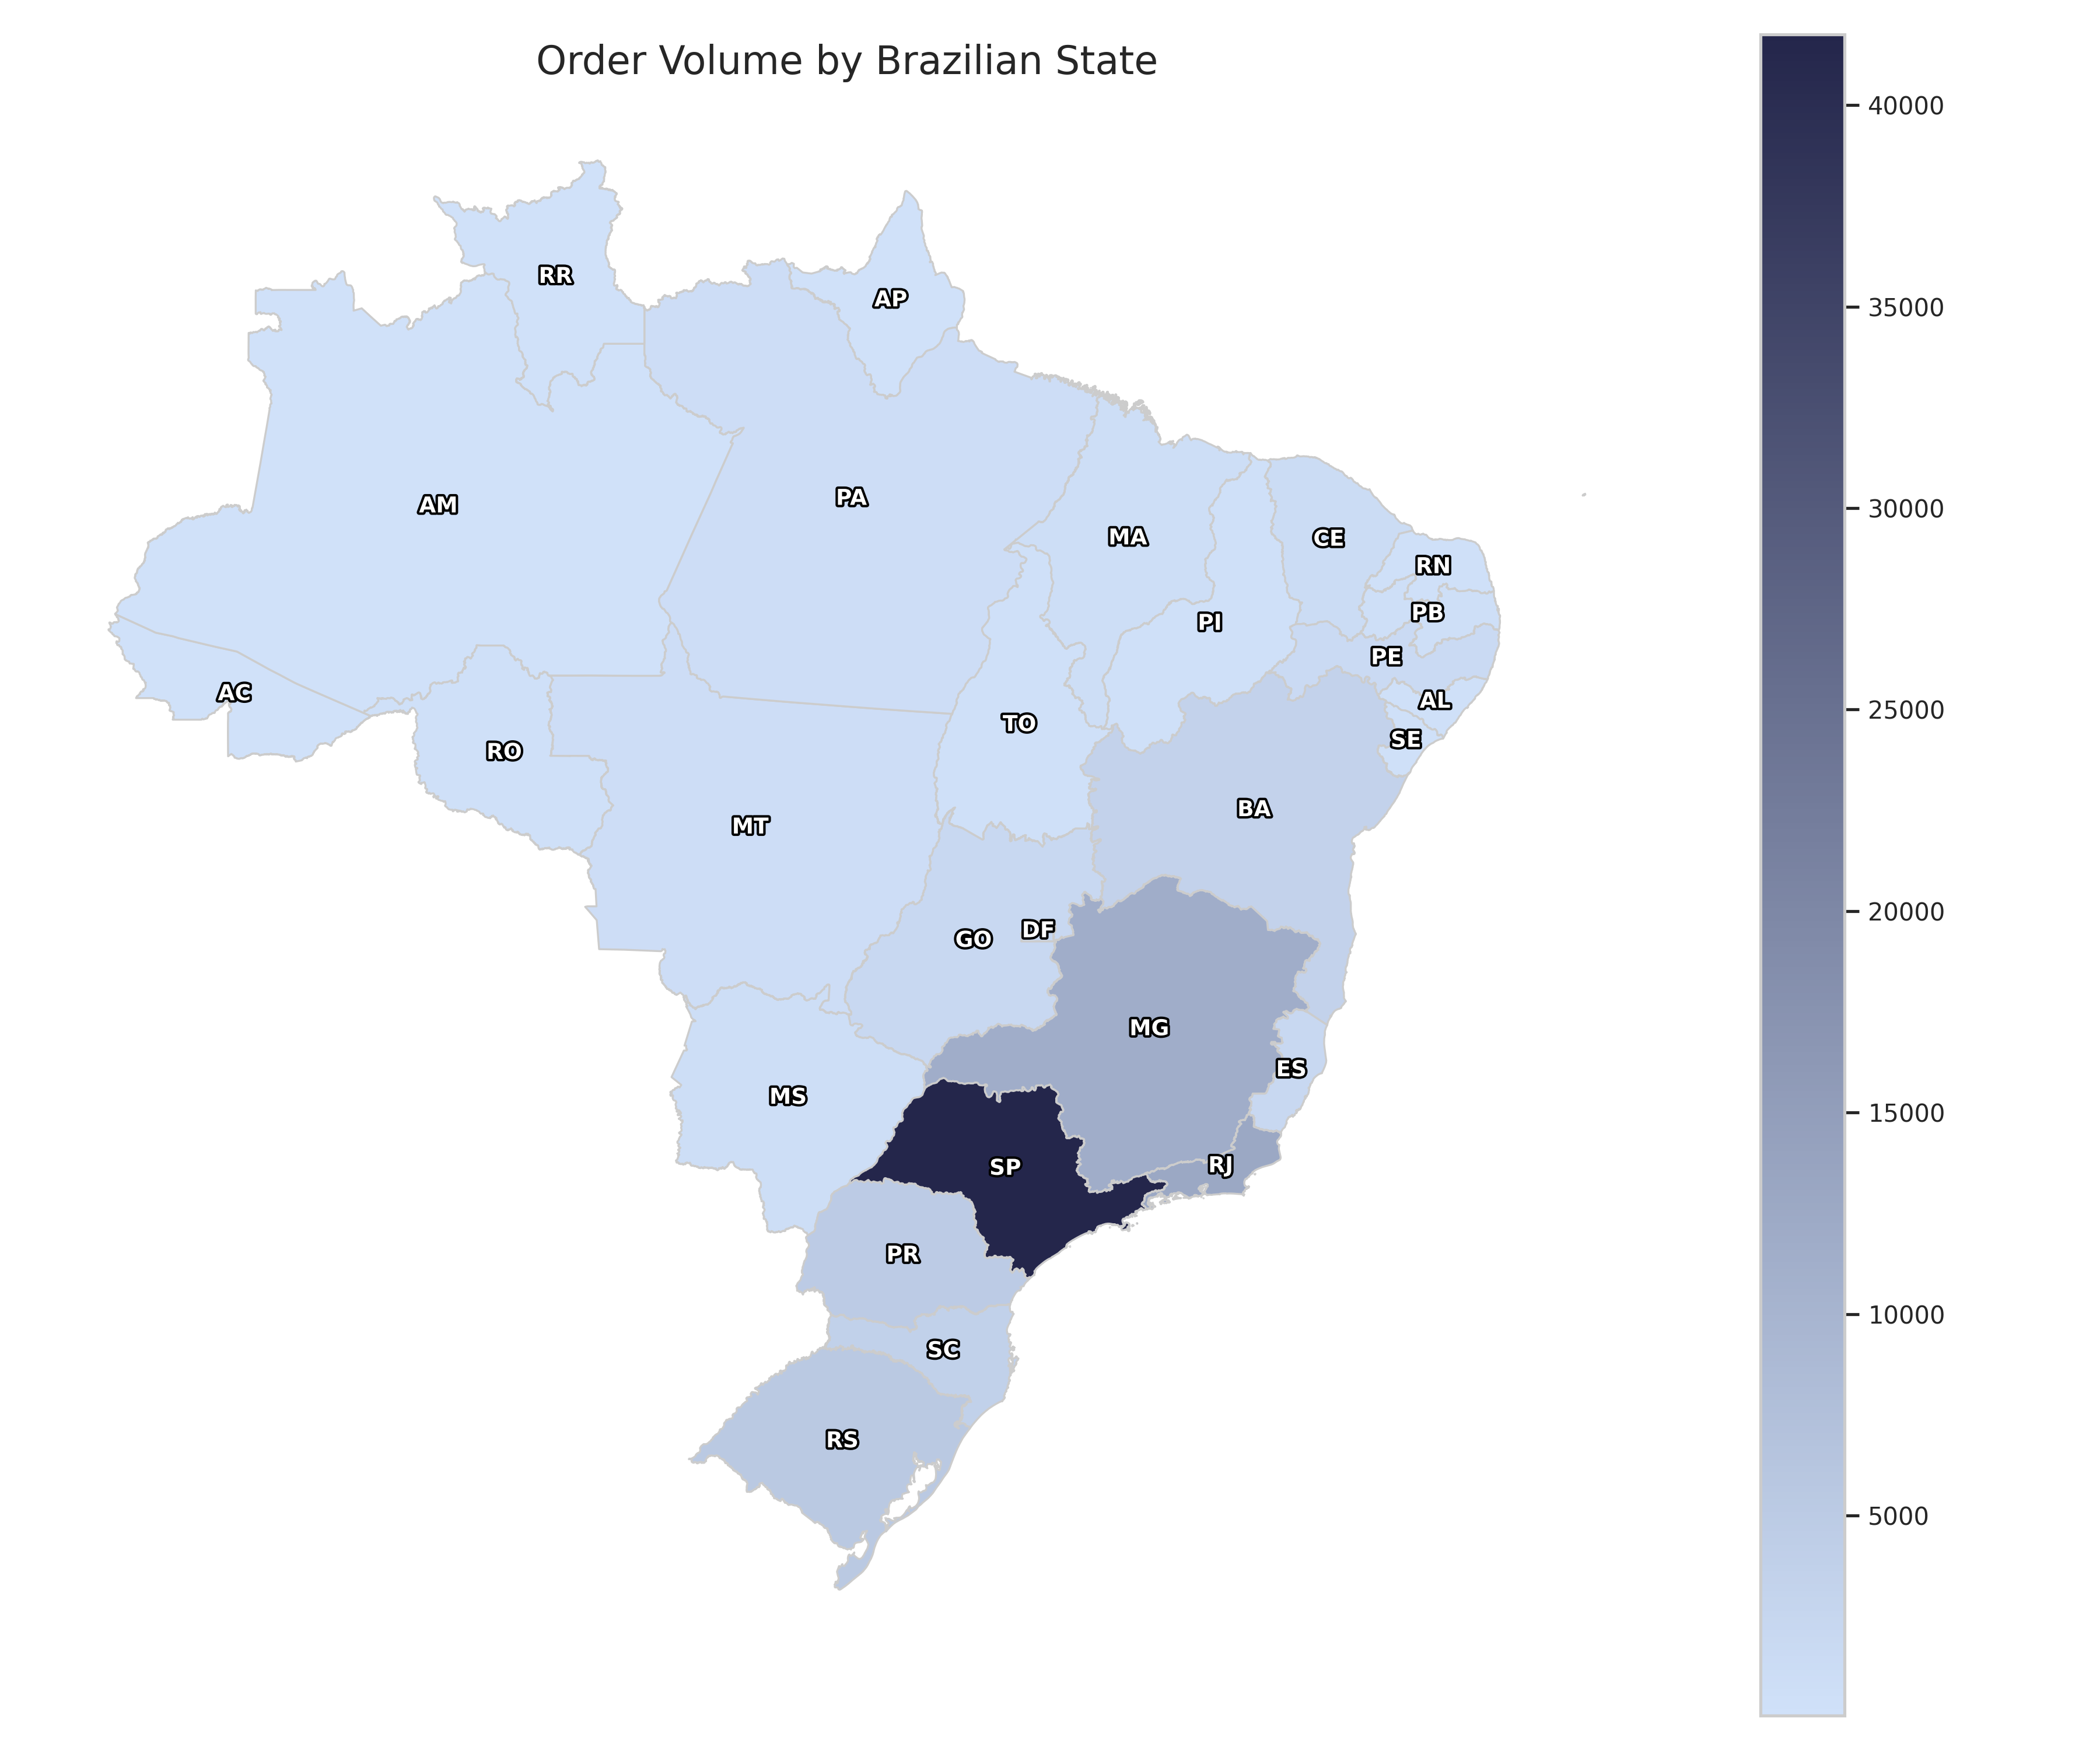 Order Volume by Brazilian State
RR
AP
AM
PA
MA
CE
RN
PB
PI
PE
AC
AL
TO
SE
RO
BA
MT
DF
GO
MG
ES
MS
RJ
SP
PR
SC
RS
40000
35000
30000
25000
20000
15000
10000
5000